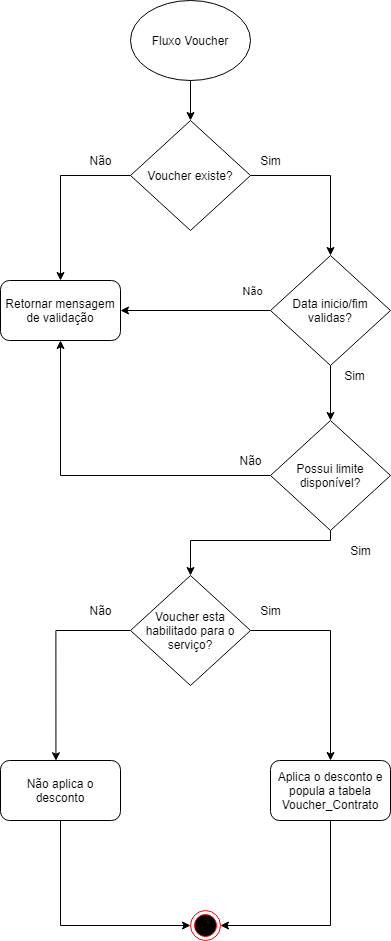 Fluxo Voucher
Não
Sim
Voucher existe?
Não
Data inicio/fim
validas?
Retornar mensagem
de validação
Sim
Não
Possui limite
disponível?
Sim
Não
Sim
Voucher esta
habilitado para o
serviço?
Não aplica o
desconto
Aplica o desconto e
popula a tabela
Voucher_Contrato